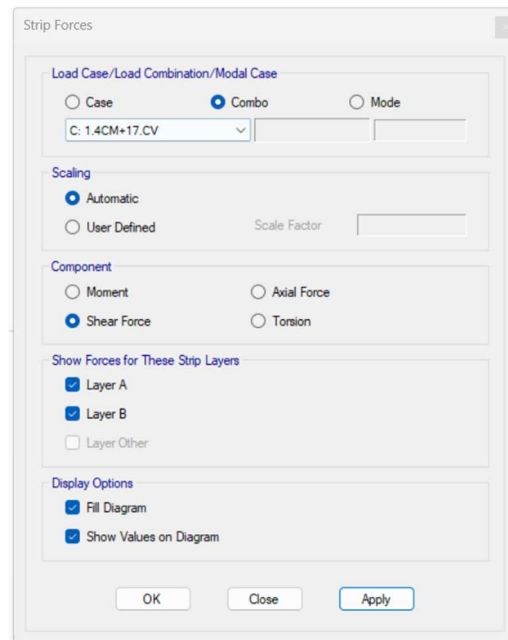 Strip Forces
Load Case/Load Combination/Modal Case
Case Combo Mode
C: 1.4CM+17.CV
Scaling
Automatic
User Defined Scale Factor
Component
Moment Axial Force
Shear Force Torsion
Show Forces for These Strip Layers
Layer A
Layer B
Layer Other
Display Options
Fill Diagram
Show Values on Diagram
OK Close Apply